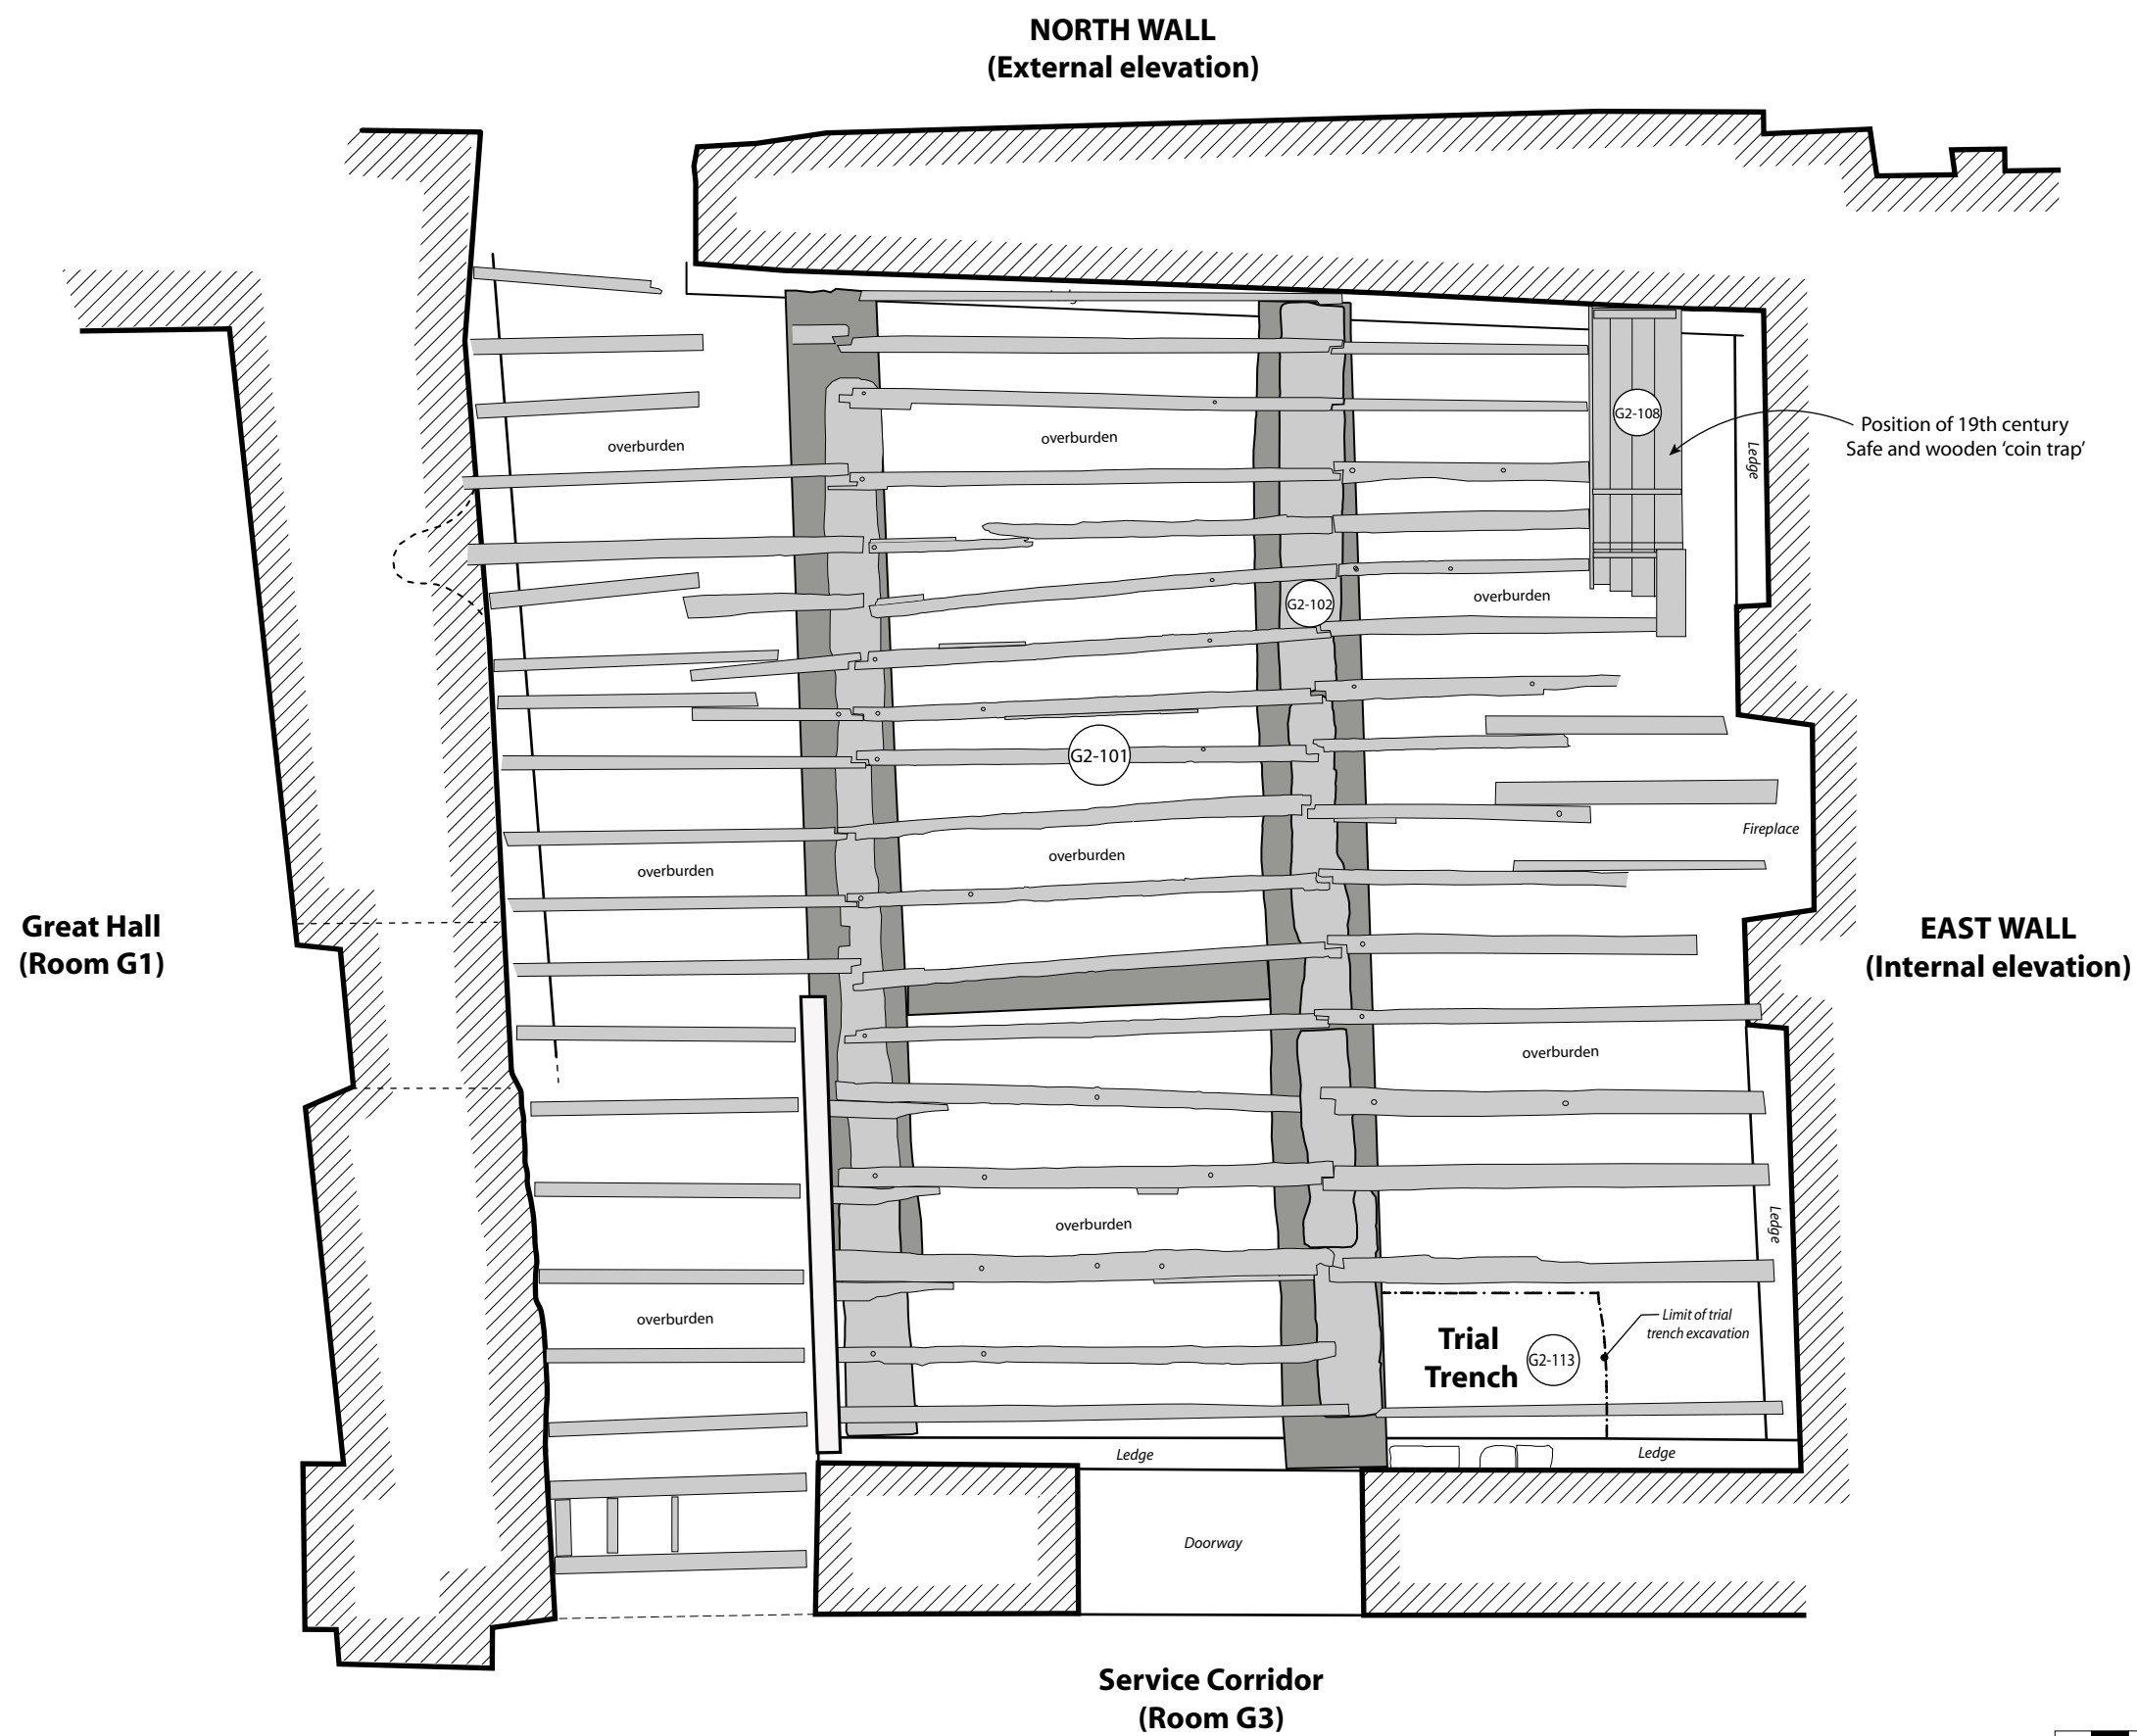 NORTH WALL
(External elevation)
G2-108
Position of 19th century
Safe and wooden ‘coin trap’
overburden
overburden
Ledge
G2-102
overburden
G2-101
Fireplace
overburden
overburden
Great Hall
(Room G1)
EAST WALL
(Internal elevation)
overburden
overburden
Ledge
overburden
Limit of trial
trench excavation
Trial
Trench
G2-113
Ledge
Ledge
Doorway
Service Corridor
(Room G3)